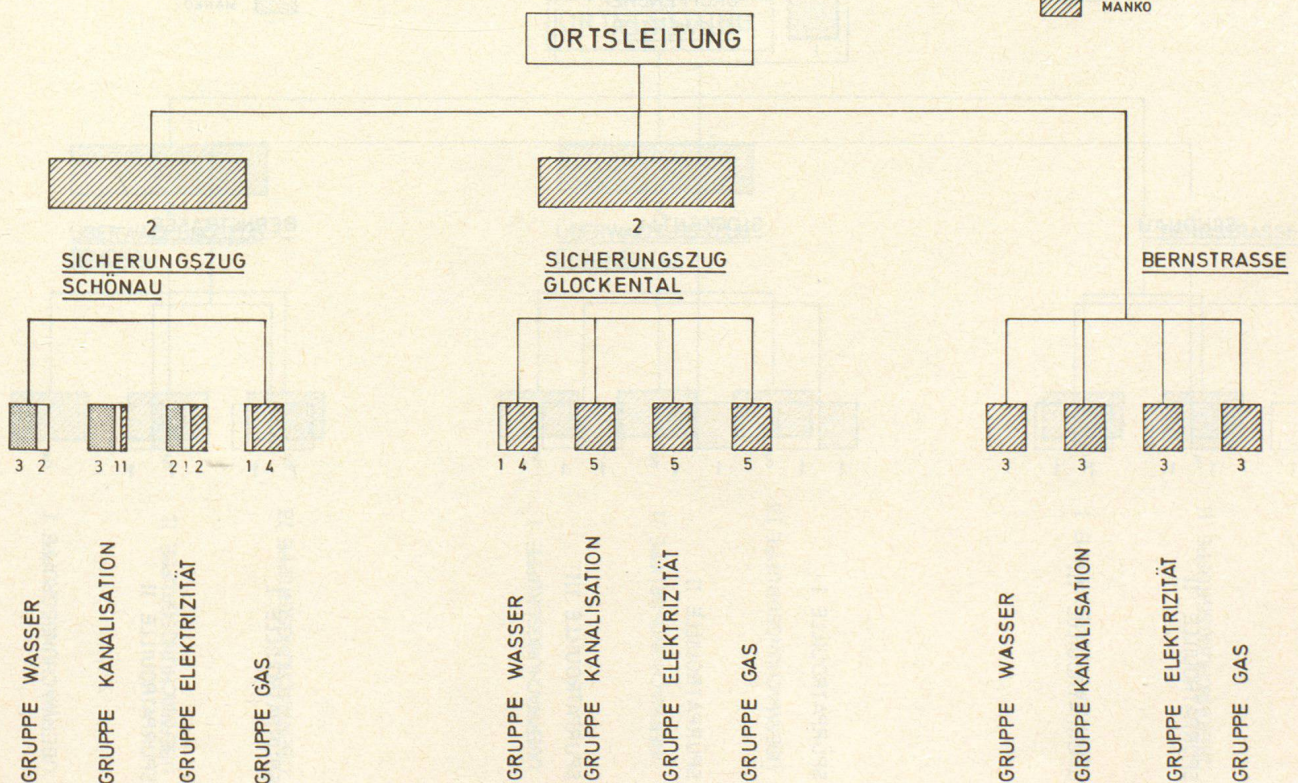 MANKO
ORTSLEITUNG
2
SICHERUNGSZUG
SCHÖNAU
2
SICHERUNGSZUG
GLOCKENTAL
BERNSTRASSE
3 2
3 1 1
2 1 2
1 4
1 4
5
5
5
3
3
3
3
GRUPPE WASSER
GRUPPE KANALISATION
GRUPPE ELEKTRIZITÄT
GRUPPE GAS
GRUPPE WASSER
GRUPPE KANALISATION
GRUPPE ELEKTRIZITÄT
GRUPPE GAS
GRUPPE WASSER
GRUPPE KANALISATION
GRUPPE ELEKTRIZITÄT
GRUPPE GAS